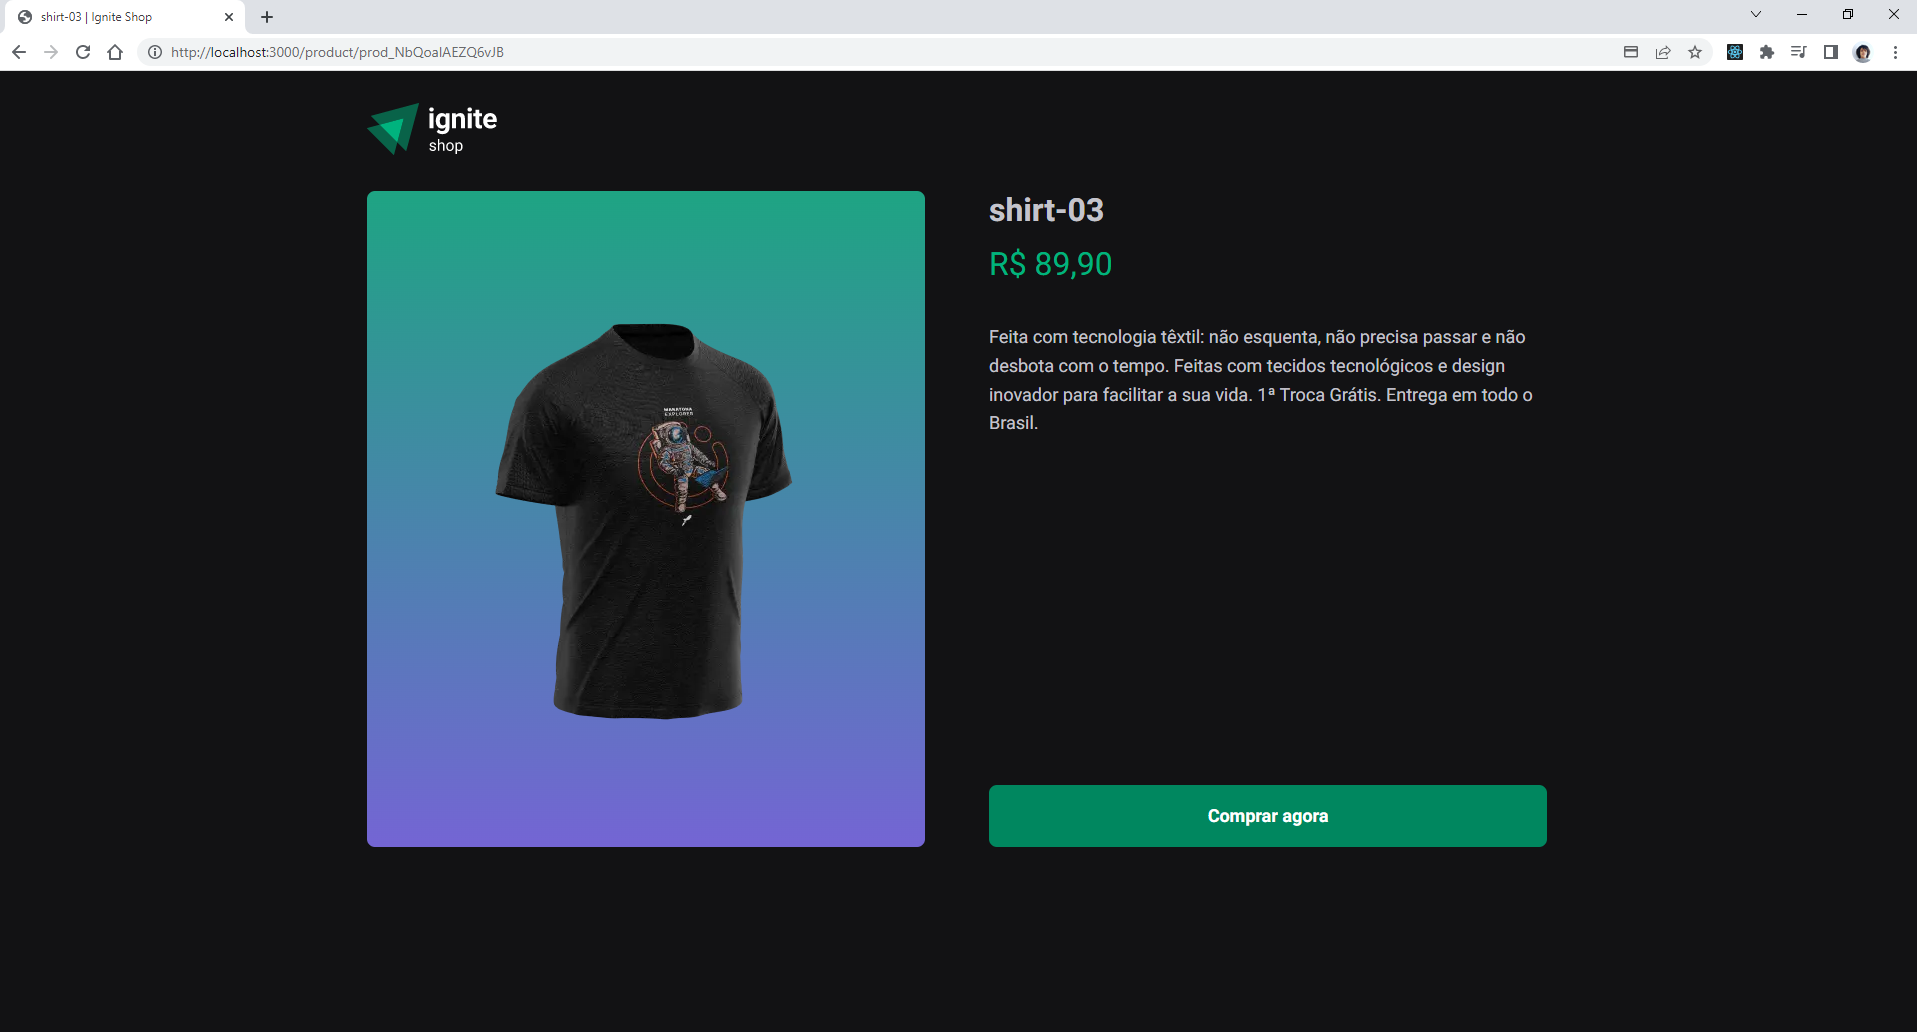 shirt-03 | Ignite Shop
http://localhost:3000/product/prod_NbQoalAEZQ6vJB
ignite
shop
shirt-03
R$ 89,90
Feita com tecnologia têxtil: não esquenta, não precisa passar e não
desbota com o tempo. Feitas com tecidos tecnológicos e design
inovador para facilitar a sua vida. 1ª Troca Grátis. Entrega em todo o
Brasil.
EXPLORER
Comprar agora